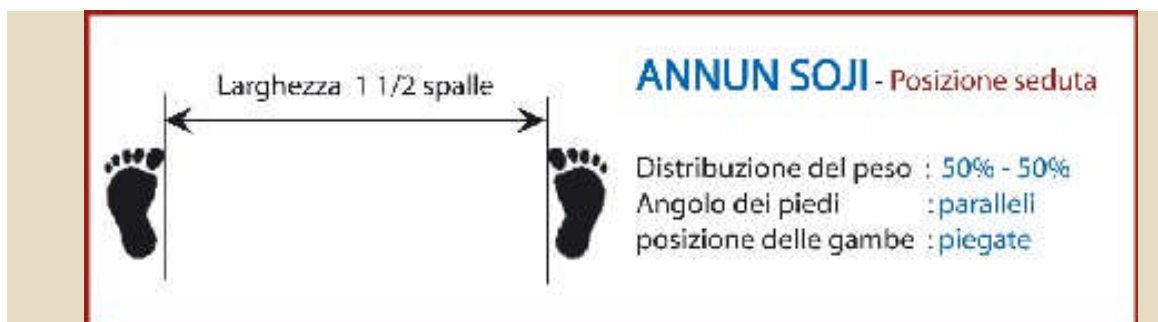 Larghezza 1 1/2 spalle
ANNUN SOJI - Posizione seduta
Distribuzione del peso : 50% - 50%
Angolo dei piedi : paralleli
posizione delle gambe : piegate